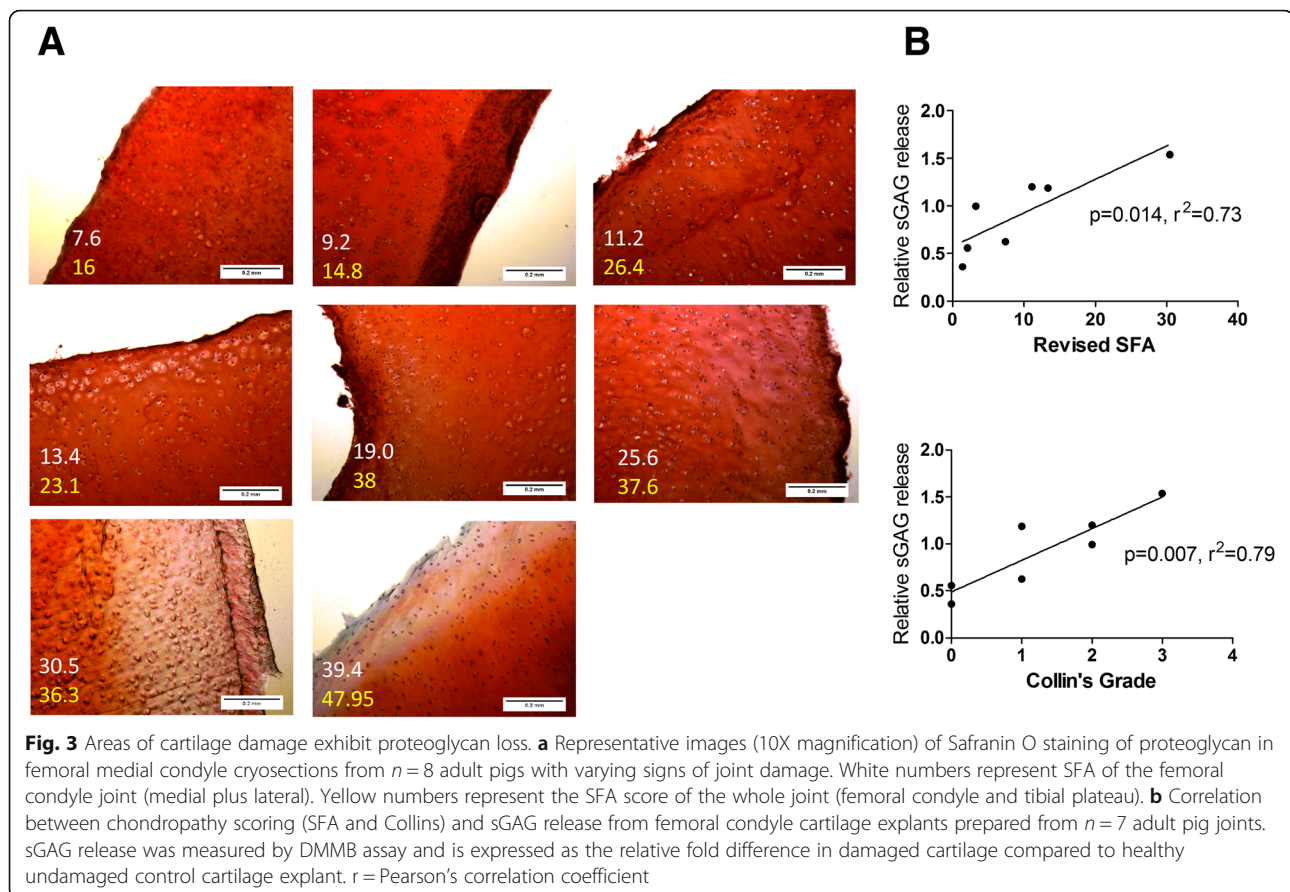 A
B
7.6
16
0.2 mm
9.2
14.8
0.2 mm
11.2
26.4
0.2 mm
13.4
23.1
0.2 mm
19.0
38
0.2 mm
25.6
37.6
0.2 mm
30.5
36.3
0.2 mm
39.4
47.95
0.2 mm
Relative sGAG release
2.0
1.5
1.0
0.5
0.0
0 10 20 30 40
Revised SFA
p=0.014, r²=0.73
Relative sGAG release
2.0
1.5
1.0
0.5
0.0
0 1 2 3 4
Collin's Grade
p=0.007, r²=0.79
Fig. 3 Areas of cartilage damage exhibit proteoglycan loss. a Representative images (10X magnification) of Safranin O staining of proteoglycan in
femoral medial condyle cryosections from n = 8 adult pigs with varying signs of joint damage. White numbers represent SFA of the femoral
condyle joint (medial plus lateral). Yellow numbers represent the SFA score of the whole joint (femoral condyle and tibial plateau). b Correlation
between chondropathy scoring (SFA and Collins) and sGAG release from femoral condyle cartilage explants prepared from n = 7 adult pig joints.
sGAG release was measured by DMMB assay and is expressed as the relative fold difference in damaged cartilage compared to healthy
undamaged control cartilage explant. r = Pearson's correlation coefficient